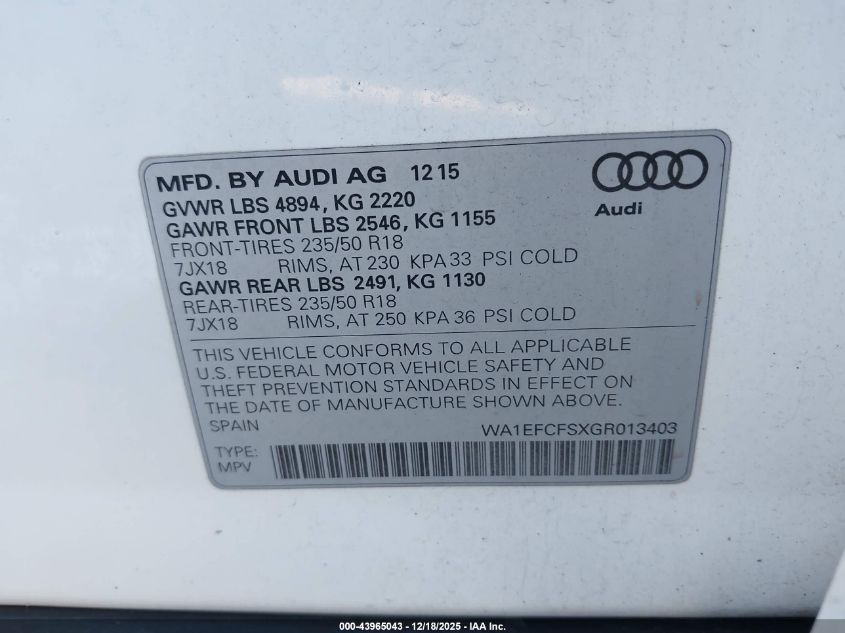 MFD. BY AUDI AG 12 15
Audi
GVWR LBS 4894, KG 2220
GAWR FRONT LBS 2546, KG 1155
FRONT-TIRES 235/50 R18
7JX18 RIMS, AT 230 KPA 33 PSI COLD
GAWR REAR LBS 2491, KG 1130
REAR-TIRES 235/50 R18
7JX18 RIMS, AT 250 KPA 36 PSI COLD
THIS VEHICLE CONFORMS TO ALL APPLICABLE
U.S. FEDERAL MOTOR VEHICLE SAFETY AND
THEFT PREVENTION STANDARDS IN EFFECT ON
THE DATE OF MANUFACTURE SHOWN ABOVE.
SPAIN WA1EFCFSXGR013403
TYPE:
MPV
000-43965043 - 12/18/2025 - IAA Inc.